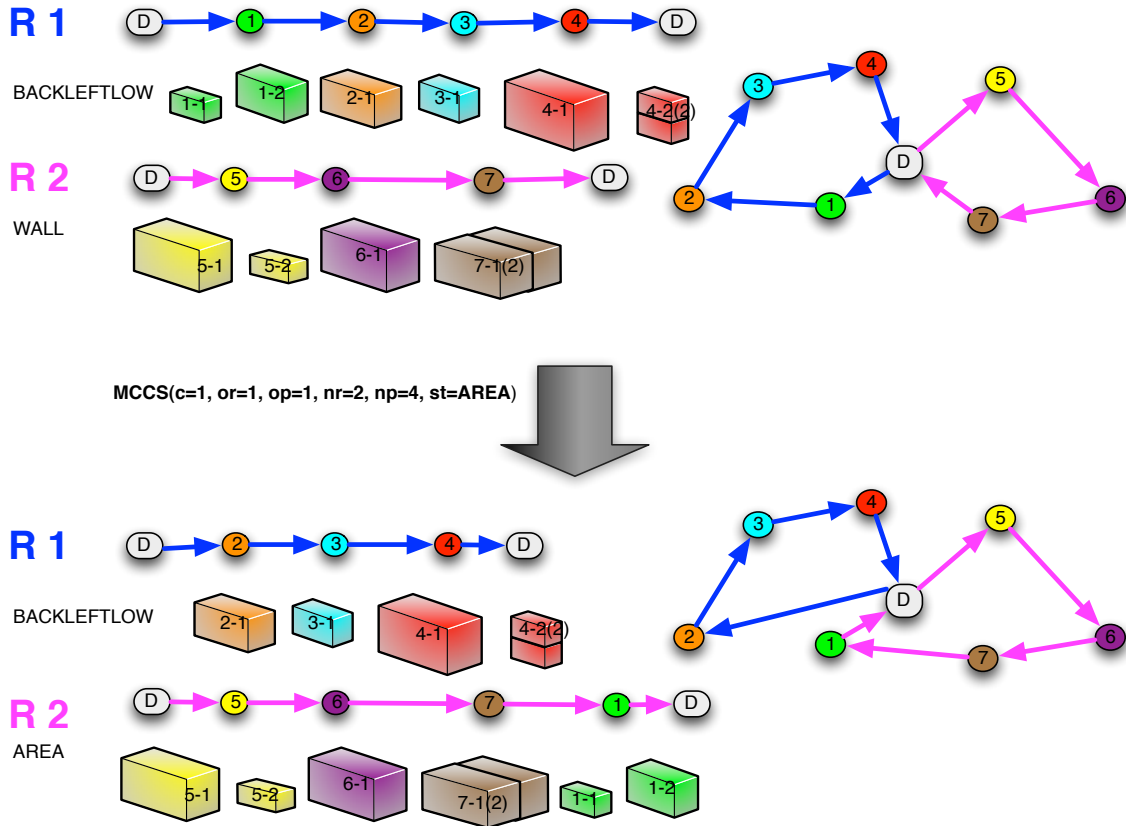 R 1
D 1 2 3 4 D
BACKLEFTLOW
1-1 1-2 2-1 3-1 4-1 4-2(2)
R 2
D 5 6 7 D
WALL
5-1 5-2 6-1 7-1(2)
4
3
5
D
2
1
7
6
MCCS(c=1, or=1, op=1, nr=2, np=4, st=AREA)
R 1
D 2 3 4 D
BACKLEFTLOW
2-1 3-1 4-1 4-2(2)
R 2
D 5 6 7 1 D
AREA
5-1 5-2 6-1 7-1(2) 1-1 1-2
4
3
5
D
2
1
7
6